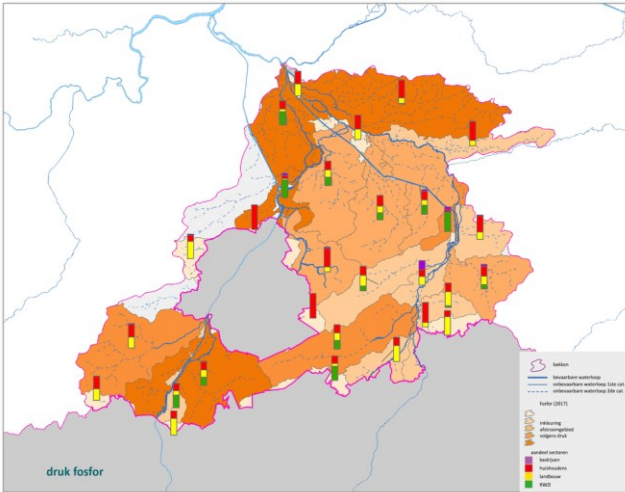 bekken
bevaarbare waterloop
onbevaarbare waterloop 1ste cat.
onbevaarbare waterloop 2de cat.
Fosfor (2017)
inkleuring
afstroomgebied
volgens druk
aandeel sectoren
bedrijven
huishoudens
landbouw
RWZI
druk fosfor